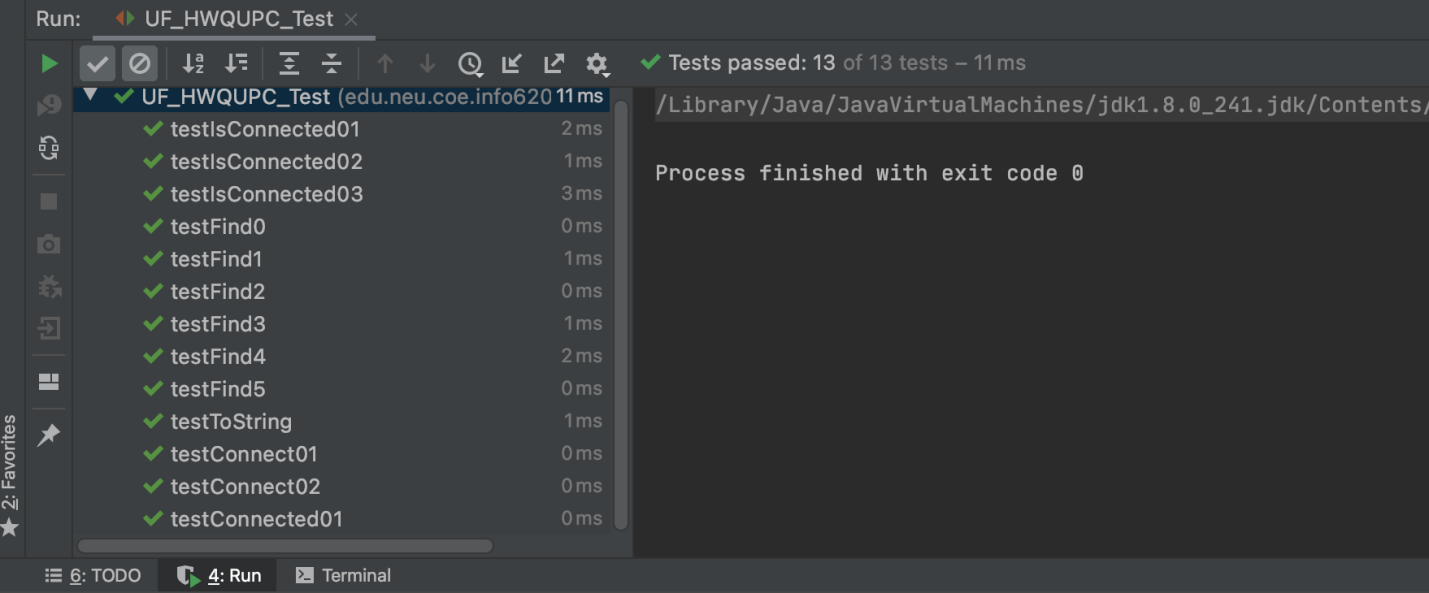 Run: UF_HWQUPC_Test
Tests passed: 13 of 13 tests – 11 ms
UF_HWQUPC_Test (edu.neu.coe.info620 11 ms
/Library/Java/JavaVirtualMachines/jdk1.8.0_241.jdk/Contents/
testIsConnected01 2 ms
testIsConnected02 1 ms
Process finished with exit code 0
testIsConnected03 3 ms
testFind0 0 ms
testFind1 1 ms
testFind2 0 ms
testFind3 1 ms
testFind4 2 ms
testFind5 0 ms
testToString 1 ms
testConnect01 0 ms
testConnect02 0 ms
testConnected01 0 ms
2: Favorites
6: TODO 4: Run Terminal